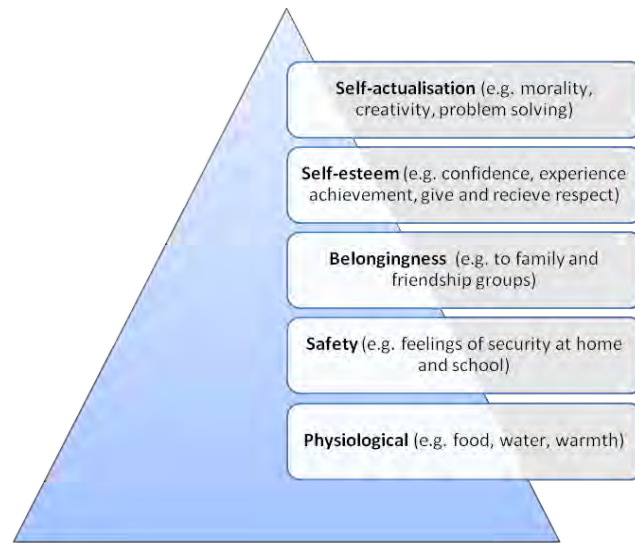 Self-actualisation (e.g. morality,
creativity, problem solving)
Self-esteem (e.g. confidence, experience
achievement, give and recieve respect)
Belongingness (e.g. to family and
friendship groups)
Safety (e.g. feelings of security at home
and school)
Physiological (e.g. food, water, warmth)